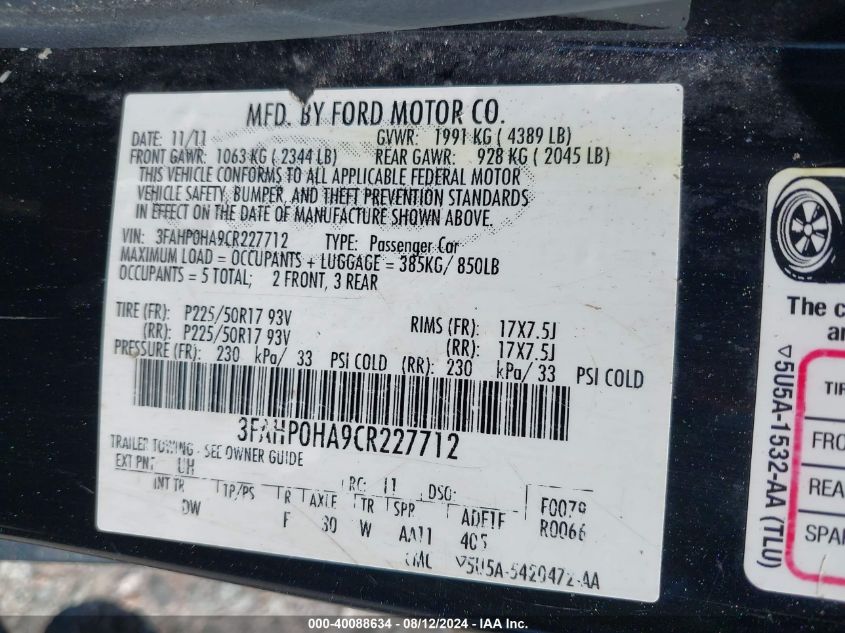 MFD. BY FORD MOTOR CO.
DATE: 11/11 GVWR: 1991 KG ( 4389 LB)
FRONT GAWR: 1063 KG ( 2344 LB) REAR GAWR: 928 KG ( 2045 LB)
THIS VEHICLE CONFORMS TO ALL APPLICABLE FEDERAL MOTOR
VEHICLE SAFETY, BUMPER, AND THEFT PREVENTION STANDARDS
IN EFFECT ON THE DATE OF MANUFACTURE SHOWN ABOVE.
VIN: 3FAHP0HA9CR227712 TYPE: Passenger Car
MAXIMUM LOAD = OCCUPANTS + LUGGAGE = 385KG/ 850LB
OCCUPANTS = 5 TOTAL; 2 FRONT, 3 REAR
TIRE (FR): P225/50R17 93V RIMS (FR): 17X7.5J
(RR): P225/50R17 93V (RR): 17X7.5J
PRESSURE (FR): 230 kPa/ 33 PSI COLD (RR): 230 kPa/ 33 PSI COLD
3FAHP0HA9CR227712
TRAILER TOWING - SEE OWNER GUIDE
EXT PNT: UH RC: 11 DSO:
INT TR TP/PS R AXLE TR SPR
DW F 30 W AA11 405
F0079
R0066
▽5U5A-5420472-AA
The c
an
TIR
FRO
REA
SPAR
▽5U5A-1532-AA (TLU)
000-40088634 - 08/12/2024 - IAA Inc.